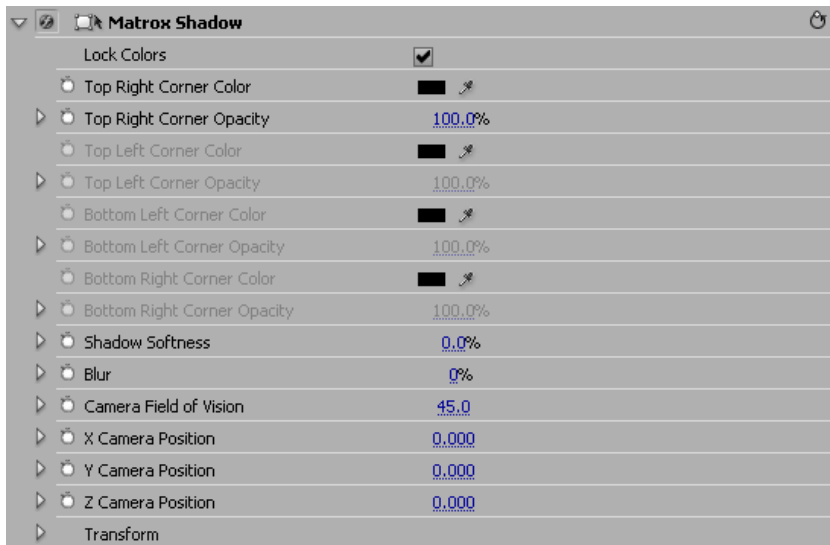 Matrox Shadow
Lock Colors
Top Right Corner Color
Top Right Corner Opacity 100.0%
Top Left Corner Color
Top Left Corner Opacity 100.0%
Bottom Left Corner Color
Bottom Left Corner Opacity 100.0%
Bottom Right Corner Color
Bottom Right Corner Opacity 100.0%
Shadow Softness 0.0%
Blur 0%
Camera Field of Vision 45.0
X Camera Position 0.000
Y Camera Position 0.000
Z Camera Position 0.000
Transform